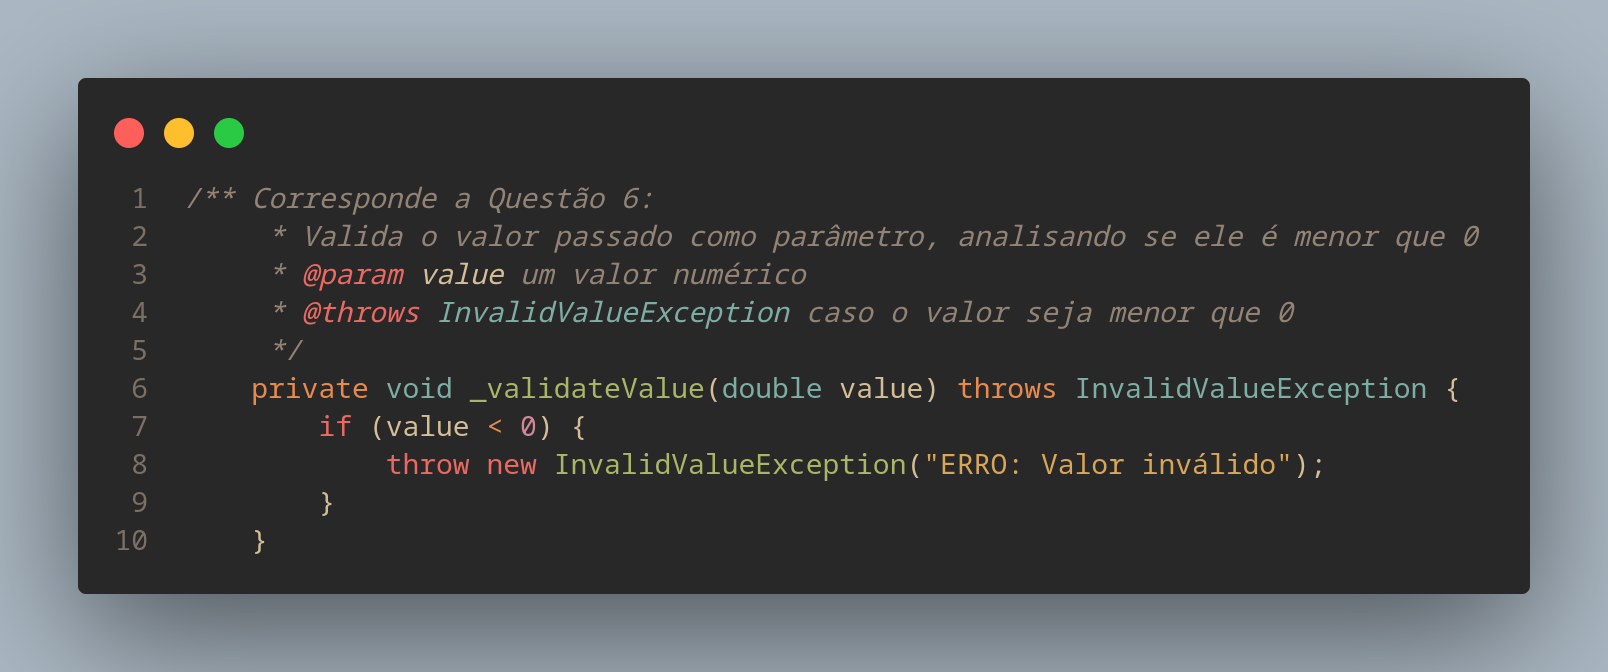 1 /** Corresponde a Questão 6:
2      * Valida o valor passado como parâmetro, analisando se ele é menor que 0
3      * @param value um valor numérico
4      * @throws InvalidValueException caso o valor seja menor que 0
5      */
6     private void _validateValue(double value) throws InvalidValueException {
7         if (value < 0) {
8             throw new InvalidValueException("ERRO: Valor inválido");
9         }
10     }